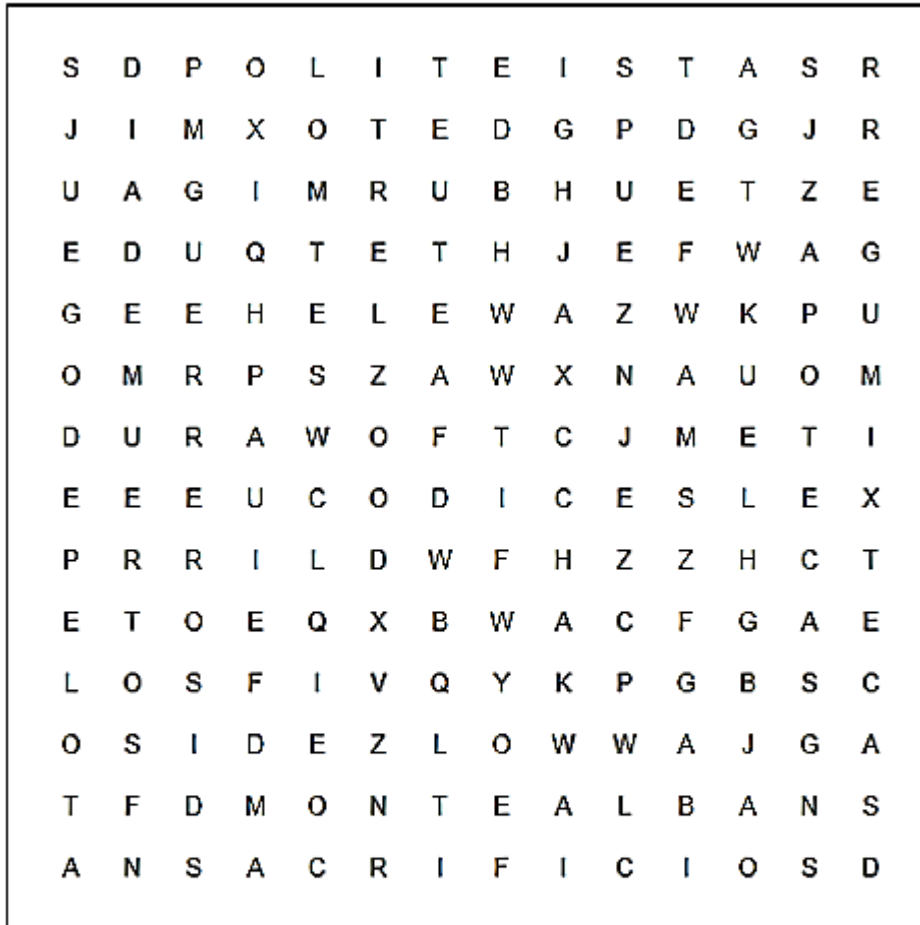 S D P O L I T E I S T A S R
J I M X O T E D G P D G J R
U A G I M R U B H U E T Z E
E D U Q T E T H J E F W A G
G E E H E L E W A Z W K P U
O M R P S Z A W X N A U O M
D U R A W O F T C J M E T I
E E E U C O D I C E S L E X
P R R I L D W F H Z Z H C T
E T O E Q X B W A C F G A E
L O S F I V Q Y K P G B S C
O S I D E Z L O W W A J G A
T F D M O N T E A L B A N S
A N S A C R I F I C I O S D